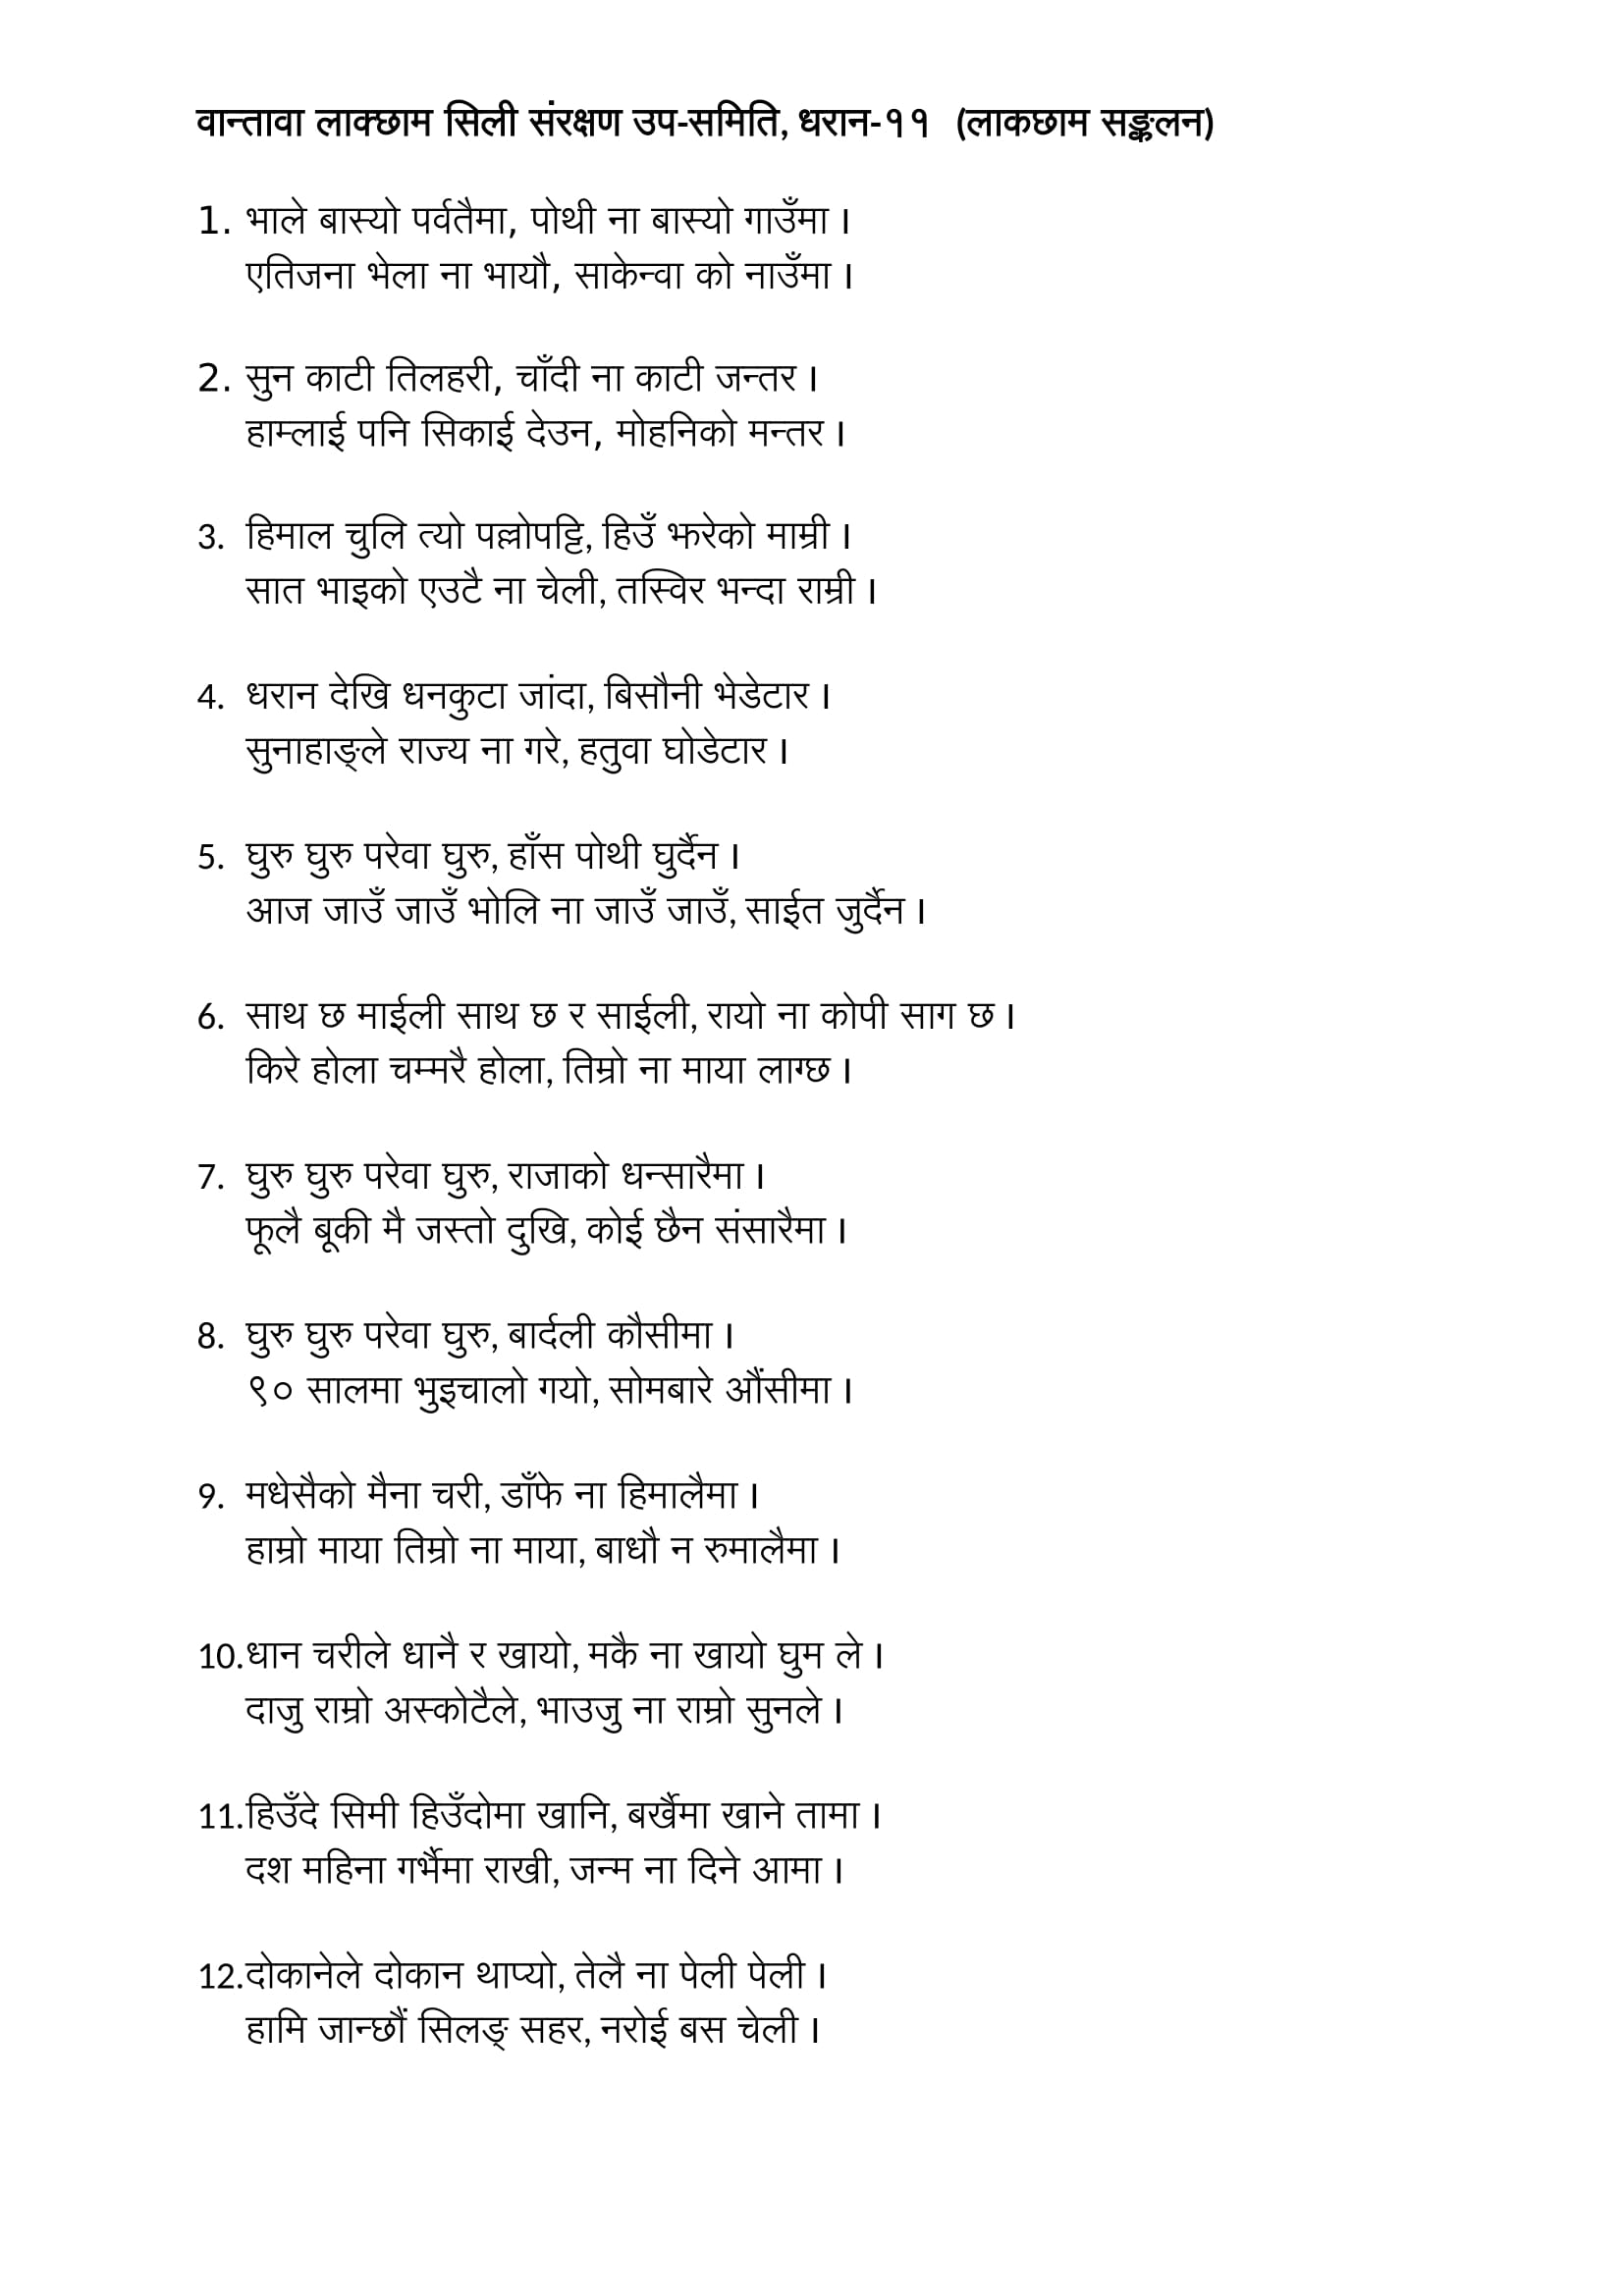 वान्तावा लाक्छाम सिली संरक्षण उप-समिति, धरान-११ (लाकछाम सङ्कलन)
1. भाले बास्यो पर्वतैमा, पोथी ना बास्यो गाउँमा ।
एतिजना भेला ना भायौ, साकेन्वा को नाउँमा ।
2. सुन काटी तिलहरी, चाँदी ना काटी जन्तर ।
हाम्लाई पनि सिकाई देउन, मोहनिको मन्तर ।
3. हिमाल चुलि त्यो पल्लोपट्टि, हिउँ झरेको माम्री ।
सात भाइको एउटै ना चेली, तस्विर भन्दा राम्री ।
4. धरान देखि धनकुटा जांदा, बिसौनी भेडेटार ।
सुनाहाङ्ले राज्य ना गरे, हतुवा घोडेटार ।
5. घुरु घुरु परेवा घुरु, हाँस पोथी घुर्दैन ।
आज जाउँ जाउँ भोलि ना जाउँ जाउँ, साईत जुर्दैन ।
6. साथ छ माईली साथ छ र साईली, रायो ना कोपी साग छ ।
किरे होला चम्मरै होला, तिम्रो ना माया लाग्छ ।
7. घुरु घुरु परेवा घुरु, राजाको धन्सारैमा ।
फूलै बूकी मै जस्तो दुखि, कोई छैन संसारैमा ।
8. घुरु घुरु परेवा घुरु, बार्दली कौसीमा ।
९० सालमा भुइचालो गयो, सोमबारे औंसीमा ।
9. मधेसैको मैना चरी, डाँफे ना हिमालैमा ।
हाम्रो माया तिम्रो ना माया, बाधौ न रुमालैमा ।
10.धान चरीले धानै र खायो, मकै ना खायो घुम ले ।
दाजु राम्रो अस्कोटैले, भाउजु ना राम्रो सुनले ।
11.हिउँदे सिमी हिउँदोमा खानि, बर्खैमा खाने तामा ।
दश महिना गर्भैमा राखी, जन्म ना दिने आमा ।
12.दोकानेले दोकान थाप्यो, तेलै ना पेली पेली ।
हामि जान्छौं सिलङ् सहर, नरोई बस चेली ।